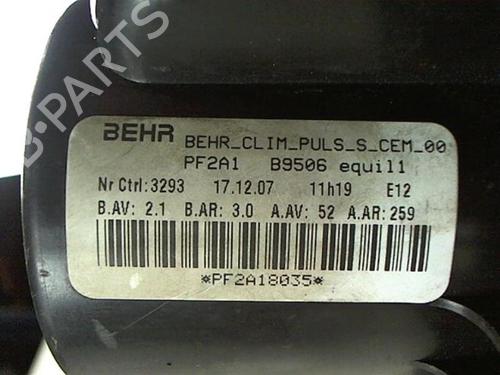 B-PARTS
BEHR BEHR_CLIM_PULS_S_CEM_00
PF2A1 B9506 equil1
Nr Ctrl:3293 17.12.07 11h19 E12
B.AV: 2.1 B.AR: 3.0 A.AV: 52 A.AR: 259
*PF2A18035*